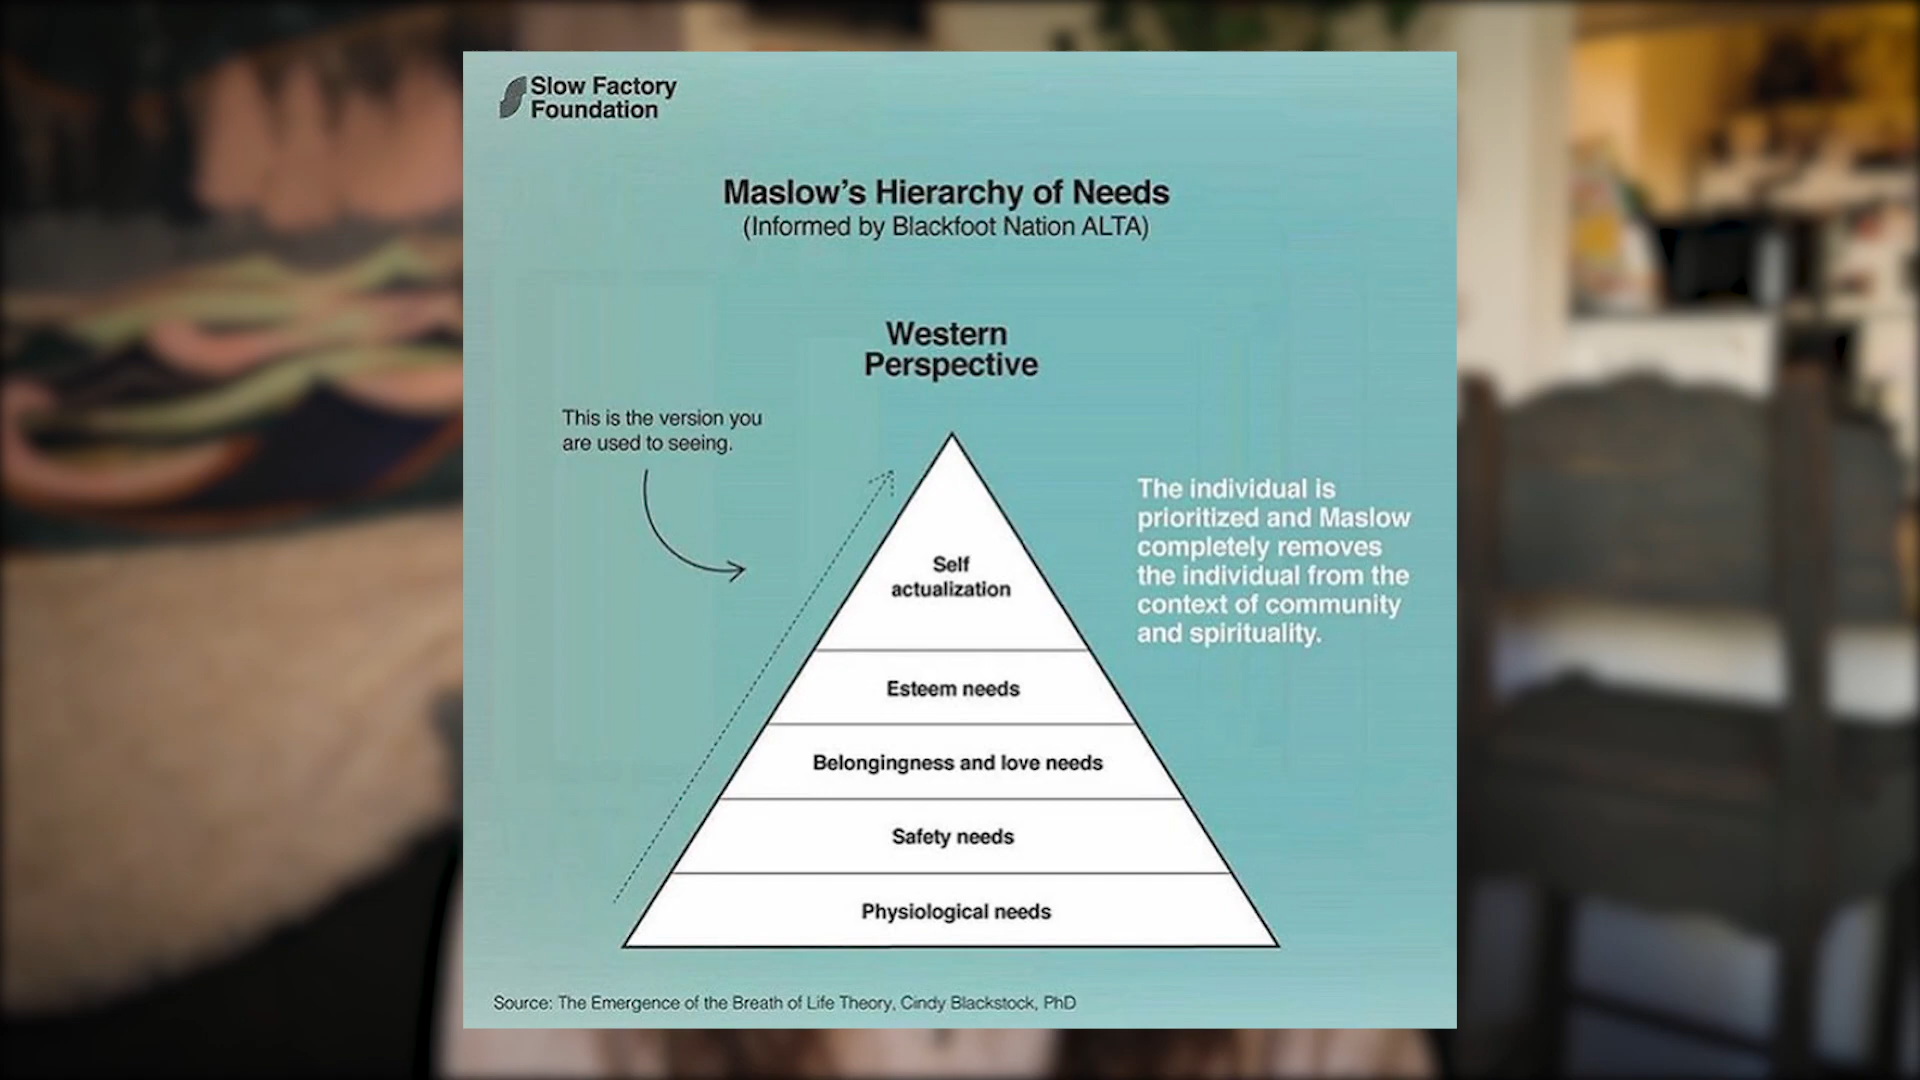 Slow Factory
Foundation
Maslow's Hierarchy of Needs
(Informed by Blackfoot Nation ALTA)
Western
Perspective
This is the version you
are used to seeing.
The individual is
prioritized and Maslow
completely removes
the individual from the
context of community
and spirituality.
Self
actualization
Esteem needs
Belongingness and love needs
Safety needs
Physiological needs
Source: The Emergence of the Breath of Life Theory, Cindy Blackstock, PhD